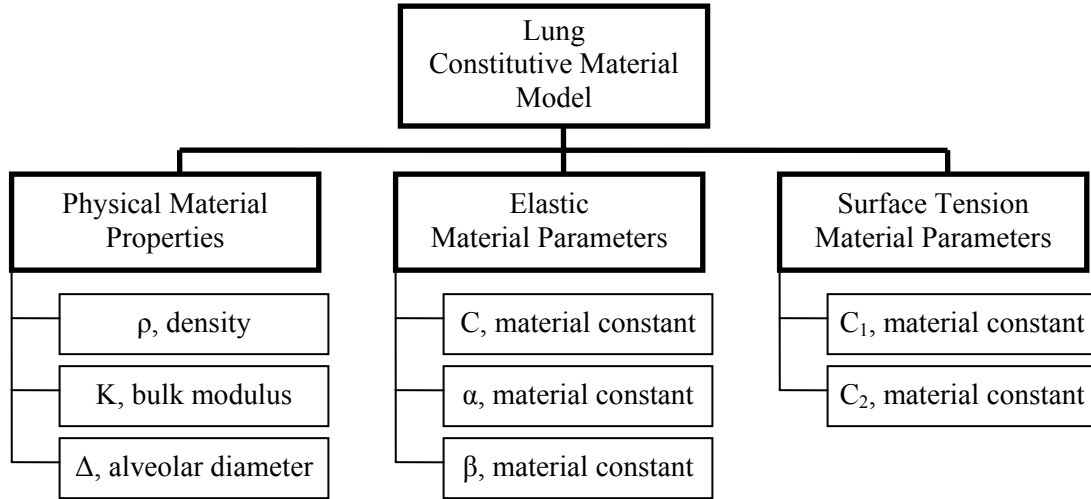 Lung
Constitutive Material
Model
Physical Material
Properties
ρ, density
K, bulk modulus
Δ, alveolar diameter
Elastic
Material Parameters
C, material constant
α, material constant
β, material constant
Surface Tension
Material Parameters
C₁, material constant
C₂, material constant